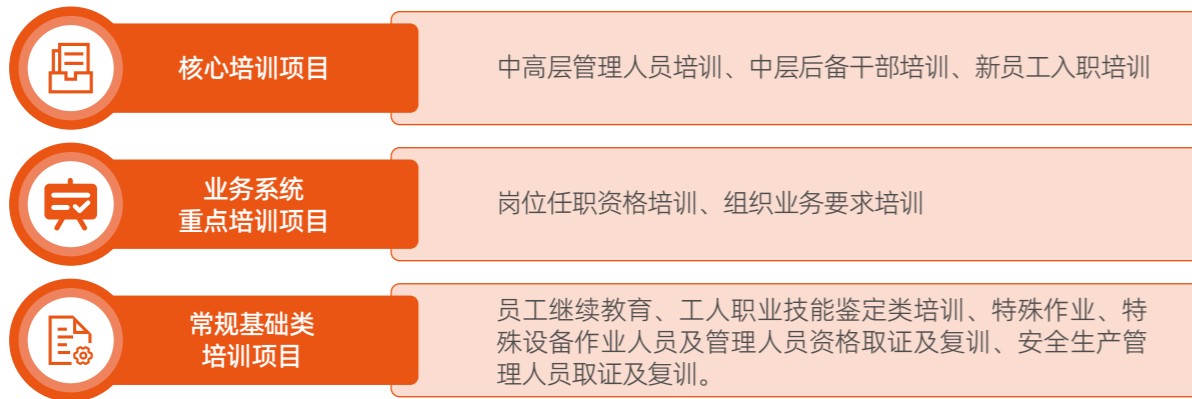 核心培训项目
中高层管理人员培训、中层后备干部培训、新员工入职培训
业务系统
重点培训项目
岗位任职资格培训、组织业务要求培训
常规基础类
培训项目
员工继续教育、工人职业技能鉴定类培训、特殊作业、特
殊设备作业人员及管理人员资格取证及复训、安全生产管
理人员取证及复训。